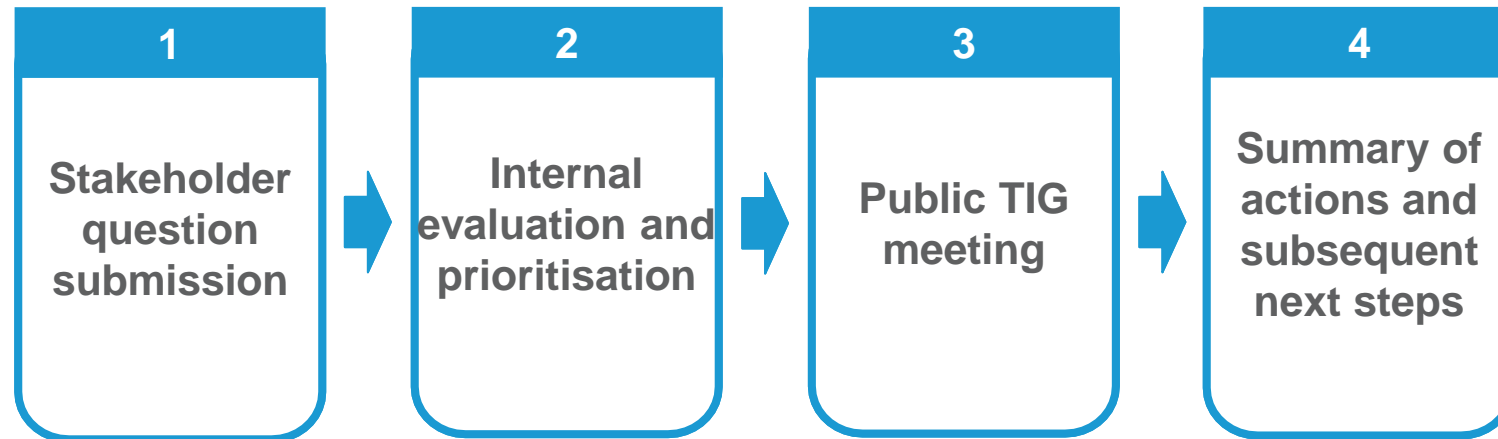 1
Stakeholder
question
submission
2
Internal
evaluation and
prioritisation
3
Public TIG
meeting
4
Summary of
actions and
subsequent
next steps